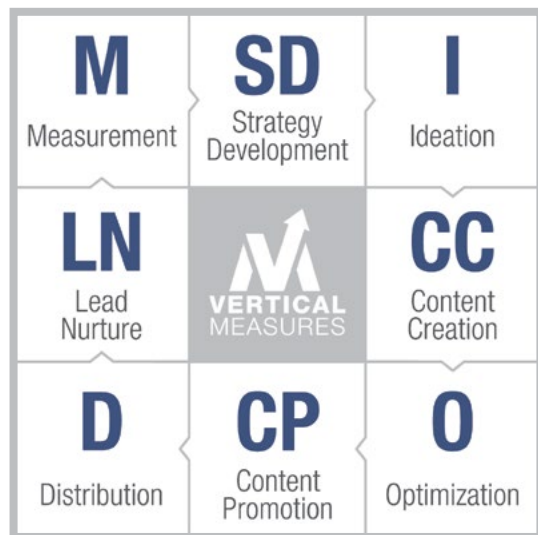 M
Measurement
SD
Strategy
Development
I
Ideation
LN
Lead
Nurture
VERTICAL
MEASURES
CC
Content
Creation
D
Distribution
CP
Content
Promotion
O
Optimization